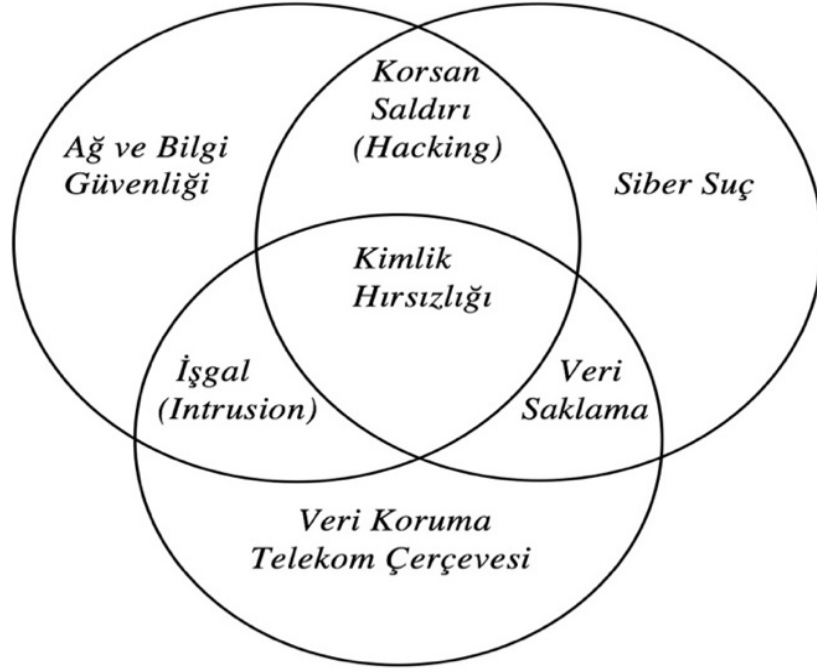 Korsan
Saldırı
(Hacking)
Ağ ve Bilgi
Güvenliği
Siber Suç
Kimlik
Hırsızlığı
İşgal
(Intrusion)
Veri
Saklama
Veri Koruma
Telekom Çerçevesi